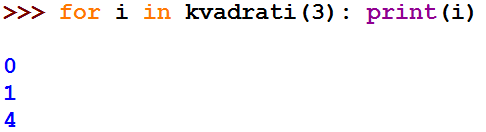 >>> for i in kvadrati(3): print(i)
0
1
4